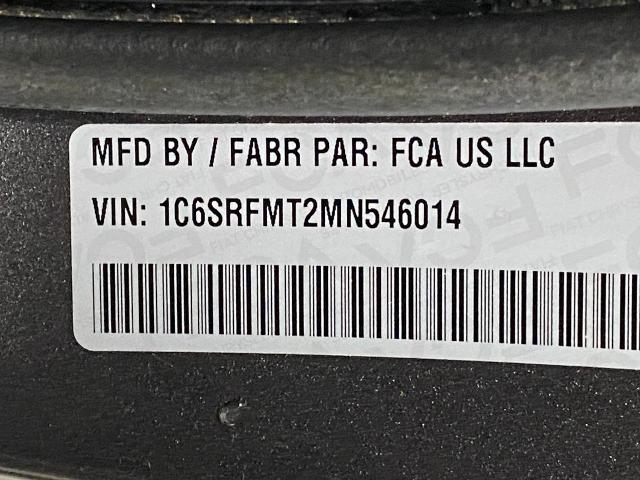 MFD BY / FABR PAR: FCA US LLC
VIN: 1C6SRFMT2MN546014